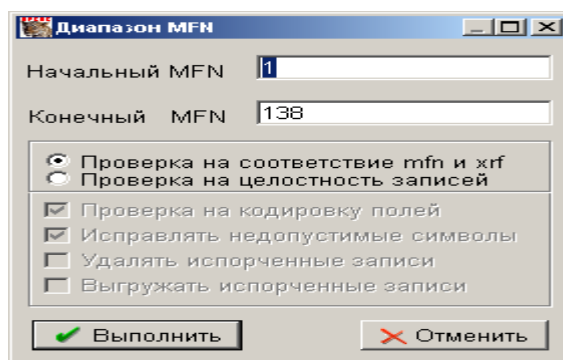 Диапазон MFN
Начальный MFN 1
Конечный MFN 138
Проверка на соответствие mfn и xrf
Проверка на целостность записей
Проверка на кодировку полей
Исправлять недопустимые символы
Удалять испорченные записи
Выгружать испорченные записи
Выполнить Отменить